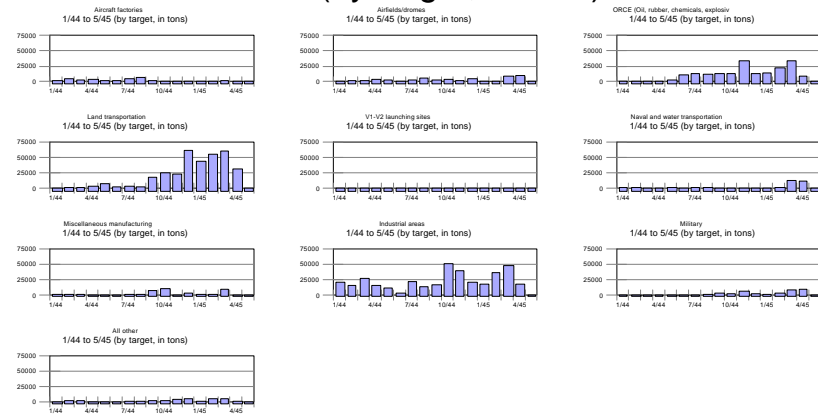 Aircraft factories
1/44 to 5/45 (by target, in tons)
75000
50000
25000
0
1/44 4/44 7/44 10/44 1/45 4/45
Airfields/dromes
1/44 to 5/45 (by target, in tons)
75000
50000
25000
0
1/44 4/44 7/44 10/44 1/45 4/45
ORCE (Oil, rubber, chemicals, explosiv
1/44 to 5/45 (by target, in tons)
75000
50000
25000
0
1/44 4/44 7/44 10/44 1/45 4/45
Land transportation
1/44 to 5/45 (by target, in tons)
75000
50000
25000
0
1/44 4/44 7/44 10/44 1/45 4/45
V1-V2 launching sites
1/44 to 5/45 (by target, in tons)
75000
50000
25000
0
1/44 4/44 7/44 10/44 1/45 4/45
Naval and water transportation
1/44 to 5/45 (by target, in tons)
75000
50000
25000
0
1/44 4/44 7/44 10/44 1/45 4/45
Miscellaneous manufacturing
1/44 to 5/45 (by target, in tons)
75000
50000
25000
0
1/44 4/44 7/44 10/44 1/45 4/45
Industrial areas
1/44 to 5/45 (by target, in tons)
75000
50000
25000
0
1/44 4/44 7/44 10/44 1/45 4/45
Military
1/44 to 5/45 (by target, in tons)
75000
50000
25000
0
1/44 4/44 7/44 10/44 1/45 4/45
All other
1/44 to 5/45 (by target, in tons)
75000
50000
25000
0
1/44 4/44 7/44 10/44 1/45 4/45